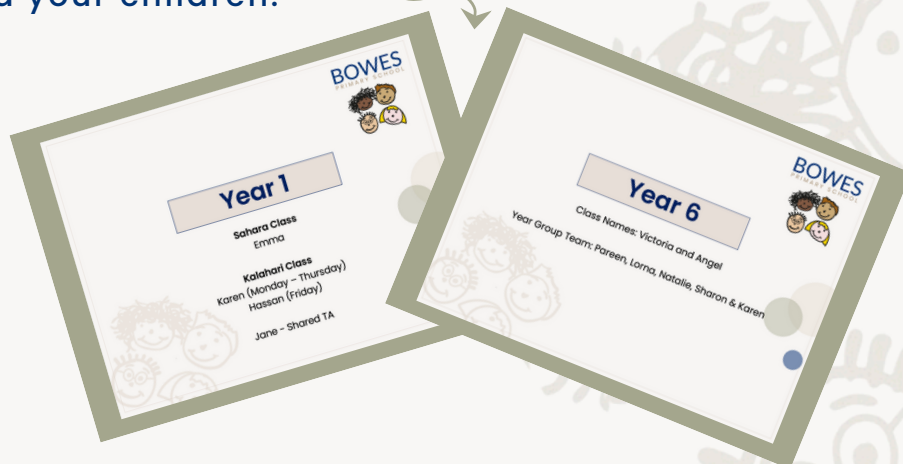 your children.
BOWES
PRIMARY SCHOOL
Year 1
Sahara Class
Emma
Kalahari Class
Karen (Monday – Thursday)
Hassan (Friday)
Jane - Shared TA
BOWES
PRIMARY SCHOOL
Year 6
Class Names: Victoria and Angel
Year Group Team: Pareen, Lorna, Natalie, Sharon & Karen